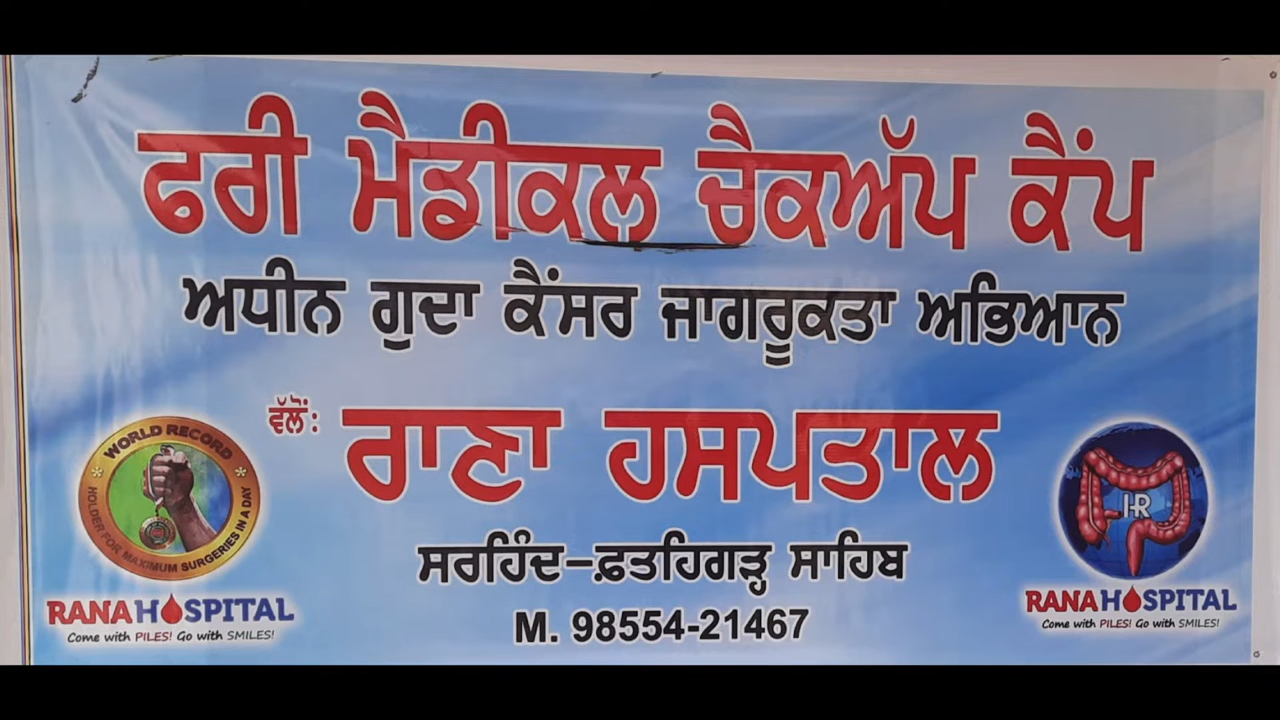 ਫਰੀ ਮੈਡੀਕਲ ਚੈਕਅੱਪ ਕੈਂਪ
ਅਧੀਨ ਗੁਦਾ ਕੈਂਸਰ ਜਾਗਰੂਕਤਾ ਅਭਿਆਨ
ਵੱਲੋਂ: ਰਾਣਾ ਹਸਪਤਾਲ
ਸਰਹਿੰਦ-ਫ਼ਤਹਿਗੜ੍ਹ ਸਾਹਿਬ
M. 98554-21467
WORLD RECORD
HOLDER FOR MAXIMUM SURGERIES IN A DAY
RANA HOSPITAL
Come with PILES! Go with SMILES!
HR
RANA HOSPITAL
Come with PILES! Go with SMILES!